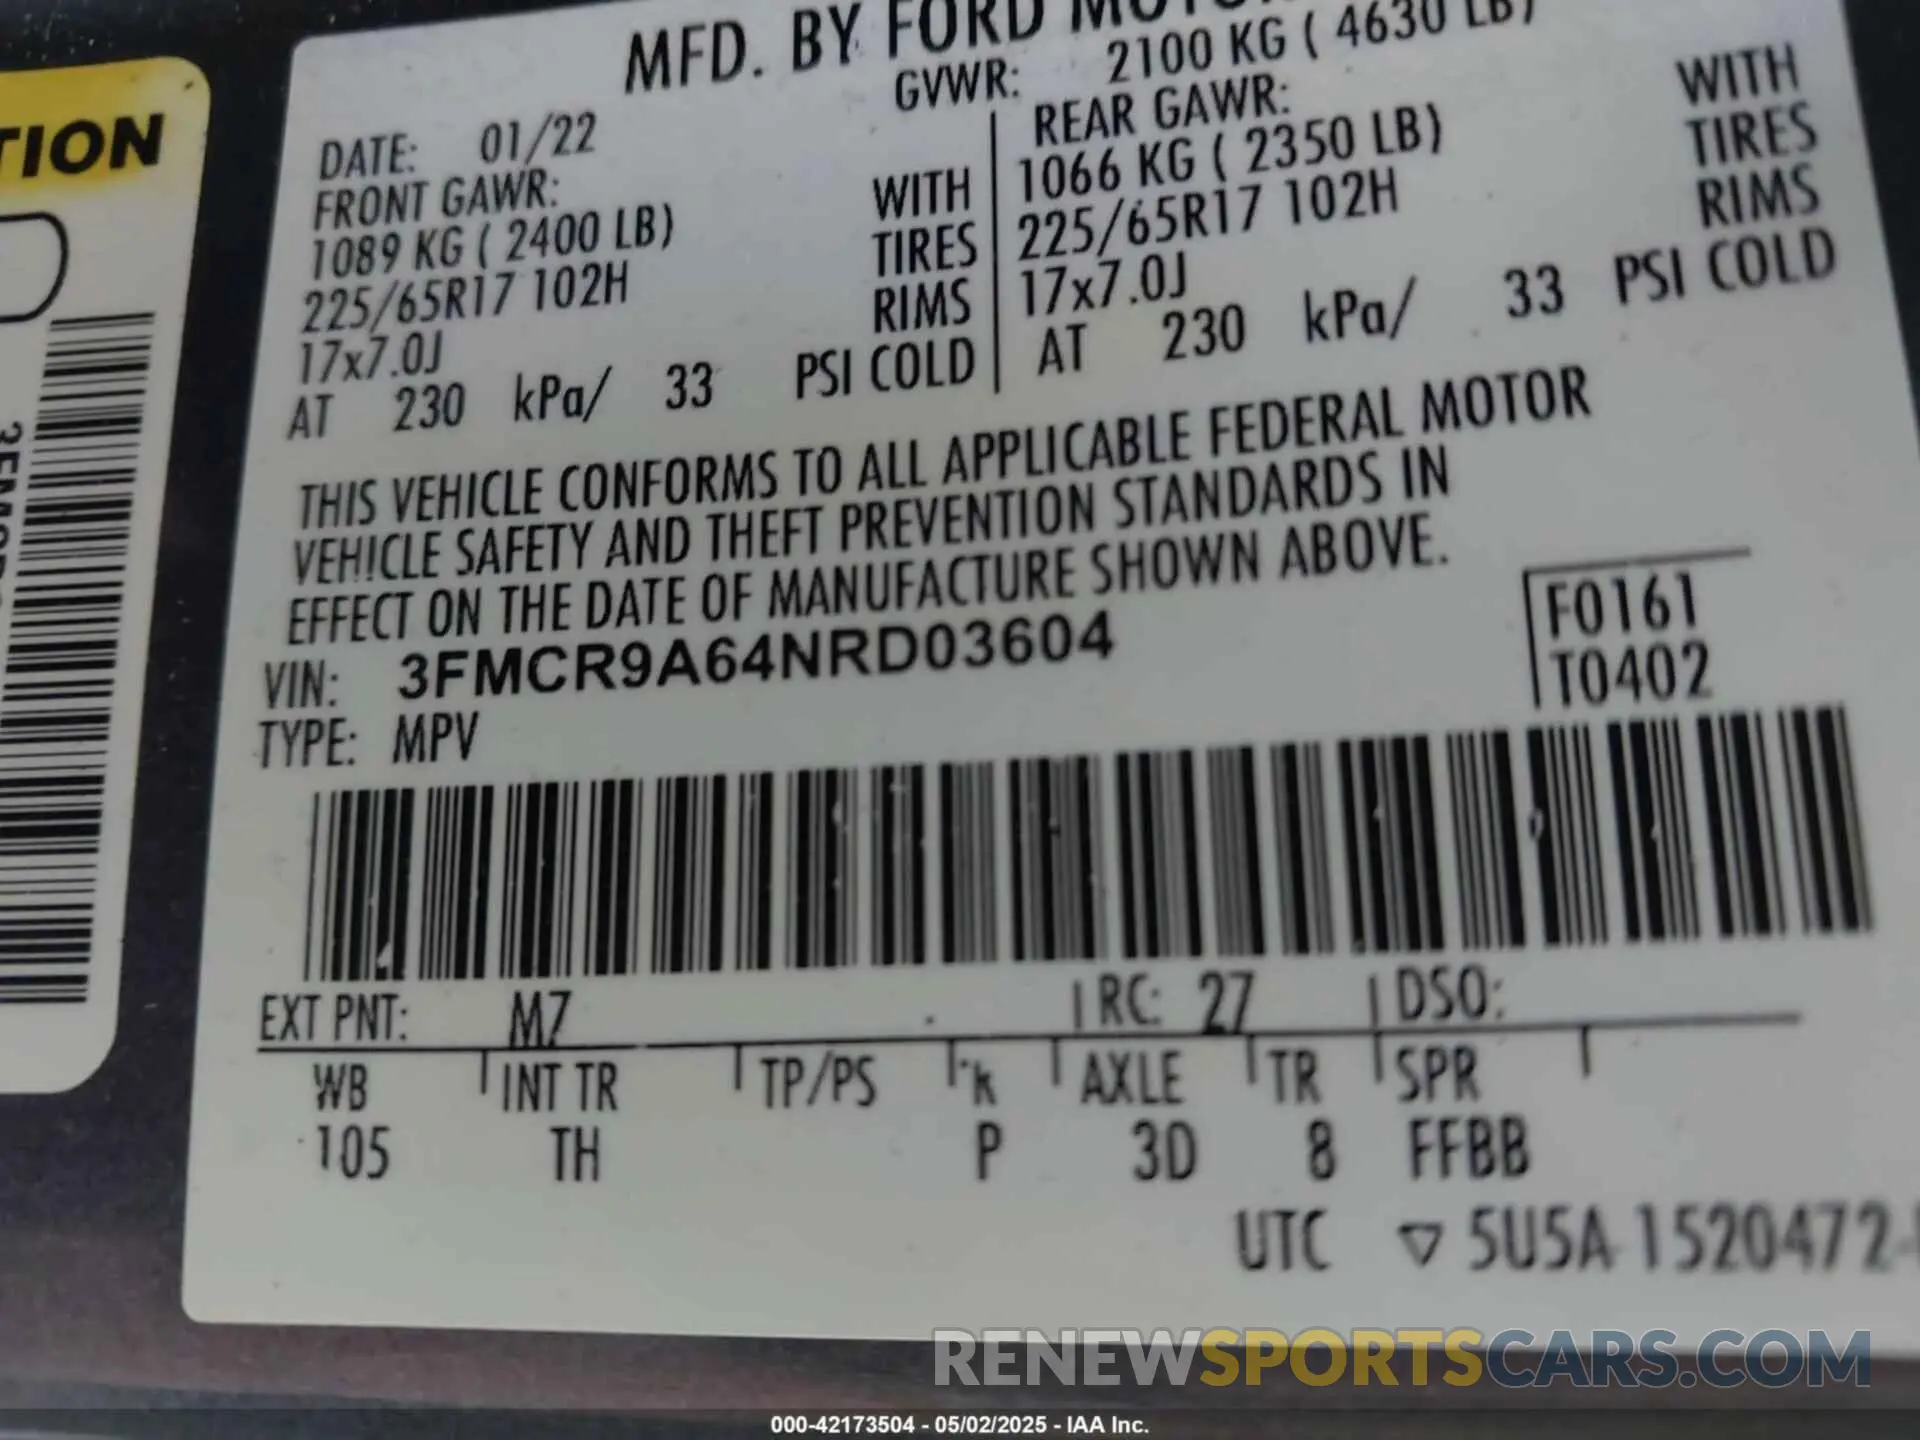 MFD. BY FORD
DATE: 01/22 GVWR: 2100 KG ( 4630 LB)
FRONT GAWR: REAR GAWR:
1089 KG ( 2400 LB) WITH 1066 KG ( 2350 LB) WITH
225/65R17 102H TIRES 225/65R17 102H TIRES
17x7.0J RIMS 17x7.0J RIMS
AT 230 kPa/ 33 PSI COLD AT 230 kPa/ 33 PSI COLD
THIS VEHICLE CONFORMS TO ALL APPLICABLE FEDERAL MOTOR
VEHICLE SAFETY AND THEFT PREVENTION STANDARDS IN
EFFECT ON THE DATE OF MANUFACTURE SHOWN ABOVE.
VIN: 3FMCR9A64NRD03604 F0161
TYPE: MPV T0402
EXT PNT: M7 RC: 27 DSO:
WB INT TR TP/PS AXLE TR SPR
105 TH P 3D 8 FFBB
UTC ▽ 5U5A 1520472-
TION
RENEWSPORTSCARS.COM
000-42173504 - 05/02/2025 - IAA Inc.